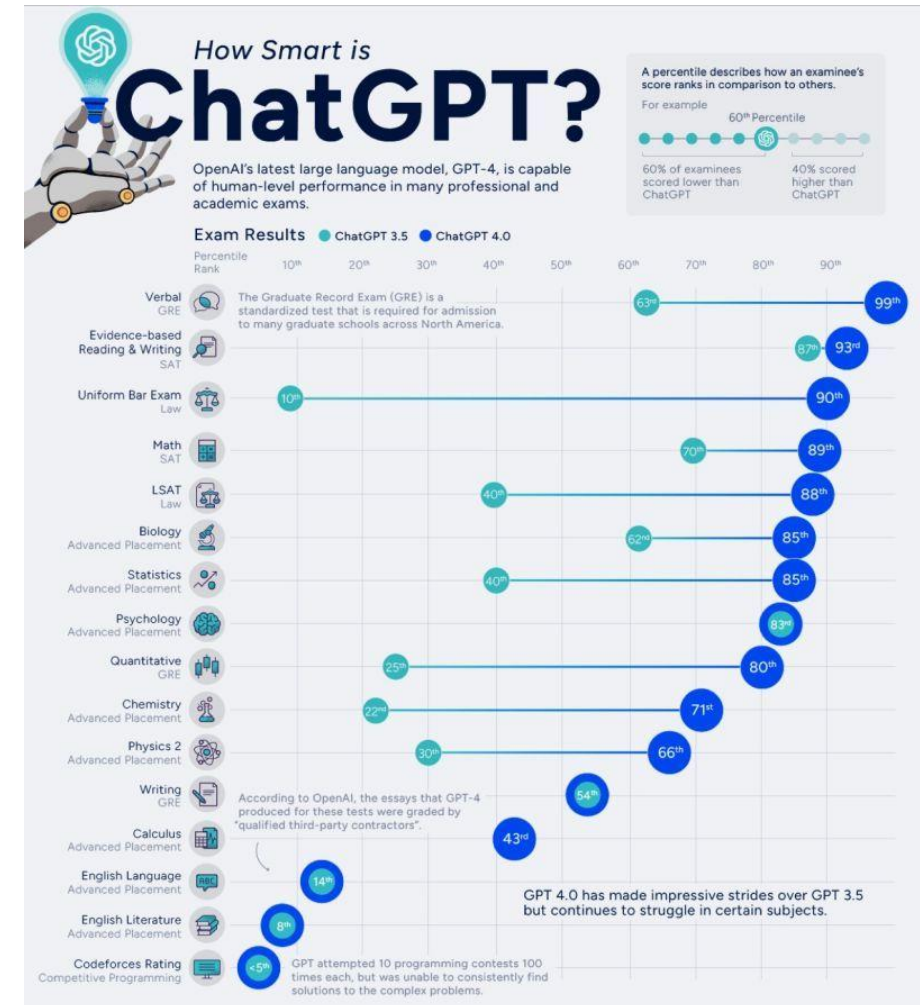 How Smart is
ChatGPT?
OpenAI's latest large language model, GPT-4, is capable
of human-level performance in many professional and
academic exams.
A percentile describes how an examinee's
score ranks in comparison to others.
For example
60th Percentile
60% of examinees
scored lower than
ChatGPT
40% scored
higher than
ChatGPT
Exam Results ChatGPT 3.5 ChatGPT 4.0
Percentile
Rank
10th 20th 30th 40th 50th 60th 70th 80th 90th
Verbal
GRE
The Graduate Record Exam (GRE) is a
standardized test that is required for admission
to many graduate schools across North America.
63rd 99th
Evidence-based
Reading & Writing
SAT
87th 93rd
Uniform Bar Exam
Law
10th 90th
Math
SAT
70th 89th
LSAT
Law
40th 88th
Biology
Advanced Placement
62nd 85th
Statistics
Advanced Placement
40th 85th
Psychology
Advanced Placement
83rd
Quantitative
GRE
25th 80th
Chemistry
Advanced Placement
22nd 71st
Physics 2
Advanced Placement
30th 66th
Writing
GRE
54th
According to OpenAI, the essays that GPT-4
produced for these tests were graded by
"qualified third-party contractors".
Calculus
Advanced Placement
43rd
English Language
Advanced Placement
ABC
14th
GPT 4.0 has made impressive strides over GPT 3.5
but continues to struggle in certain subjects.
English Literature
Advanced Placement
8th
Codeforces Rating
Competitive Programming
<5th
GPT attempted 10 programming contests 100
times each, but was unable to consistently find
solutions to the complex problems.